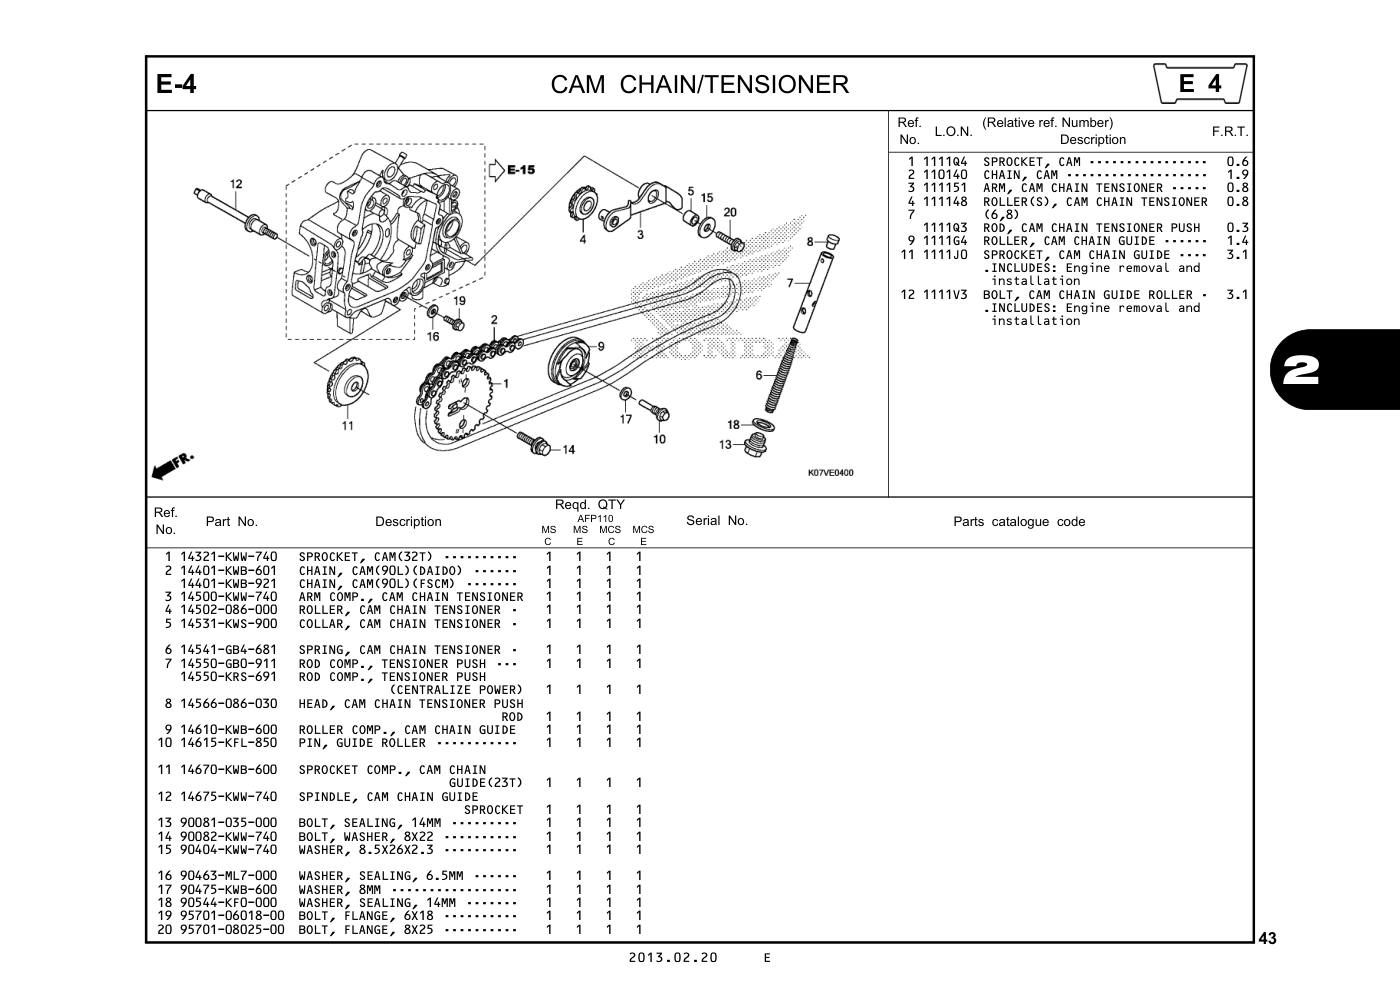 E-4
CAM CHAIN/TENSIONER
E 4
Ref. No. L.O.N. (Relative ref. Number) Description F.R.T.
1 1111Q4 SPROCKET, CAM ---------------- 0.6
2 110140 CHAIN, CAM ------------------- 1.9
3 111151 ARM, CAM CHAIN TENSIONER ----- 0.8
4 111148 ROLLER(S), CAM CHAIN TENSIONER 0.8
7 (6,8)
1111Q3 ROD, CAM CHAIN TENSIONER PUSH 0.3
9 1111G4 ROLLER, CAM CHAIN GUIDE ------ 1.4
11 1111J0 SPROCKET, CAM CHAIN GUIDE ---- 3.1
.INCLUDES: Engine removal and
installation
12 1111V3 BOLT, CAM CHAIN GUIDE ROLLER - 3.1
.INCLUDES: Engine removal and
installation
E-15
12
4
3
5
15
20
8
7
19
16
2
9
1
6
11
17
10
18
13
14
HONDA
FR.
K07VE0400
2
Ref. No. Part No. Description Reqd. QTY Serial No. Parts catalogue code
AFP110
MS MS MCS MCS
C E C E
1 14321-KWW-740 SPROCKET, CAM(32T) ---------- 1 1 1 1
2 14401-KWB-601 CHAIN, CAM(90L)(DAIDO) ------ 1 1 1 1
14401-KWB-921 CHAIN, CAM(90L)(FSCM) ------- 1 1 1 1
3 14500-KWW-740 ARM COMP., CAM CHAIN TENSIONER 1 1 1 1
4 14502-086-000 ROLLER, CAM CHAIN TENSIONER - 1 1 1 1
5 14531-KWS-900 COLLAR, CAM CHAIN TENSIONER - 1 1 1 1
6 14541-GB4-681 SPRING, CAM CHAIN TENSIONER - 1 1 1 1
7 14550-GB0-911 ROD COMP., TENSIONER PUSH --- 1 1 1 1
14550-KRS-691 ROD COMP., TENSIONER PUSH
(CENTRALIZE POWER) 1 1 1 1
8 14566-086-030 HEAD, CAM CHAIN TENSIONER PUSH
ROD 1 1 1 1
9 14610-KWB-600 ROLLER COMP., CAM CHAIN GUIDE 1 1 1 1
10 14615-KFL-850 PIN, GUIDE ROLLER ----------- 1 1 1 1
11 14670-KWB-600 SPROCKET COMP., CAM CHAIN
GUIDE(23T) 1 1 1 1
12 14675-KWW-740 SPINDLE, CAM CHAIN GUIDE
SPROCKET 1 1 1 1
13 90081-035-000 BOLT, SEALING, 14MM --------- 1 1 1 1
14 90082-KWW-740 BOLT, WASHER, 8X22 ---------- 1 1 1 1
15 90404-KWW-740 WASHER, 8.5X26X2.3 ---------- 1 1 1 1
16 90463-ML7-000 WASHER, SEALING, 6.5MM ------ 1 1 1 1
17 90475-KWB-600 WASHER, 8MM ----------------- 1 1 1 1
18 90544-KF0-000 WASHER, SEALING, 14MM ------- 1 1 1 1
19 95701-06018-00 BOLT, FLANGE, 6X18 ---------- 1 1 1 1
20 95701-08025-00 BOLT, FLANGE, 8X25 ---------- 1 1 1 1
43
2013.02.20 E